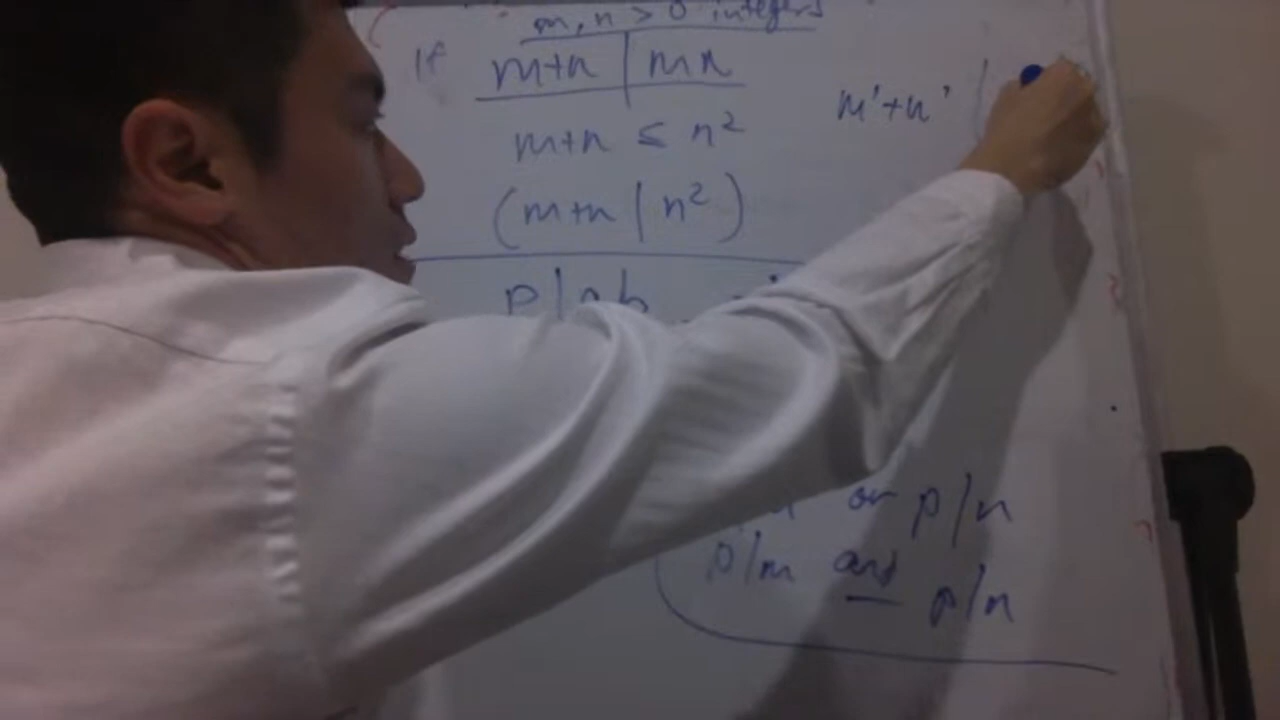 m, n > 0 integers
If m+n | mn
m+n ≤ n²
(m+n | n²)
m'+n' |
p | ab
or p|n
p|m and p|n